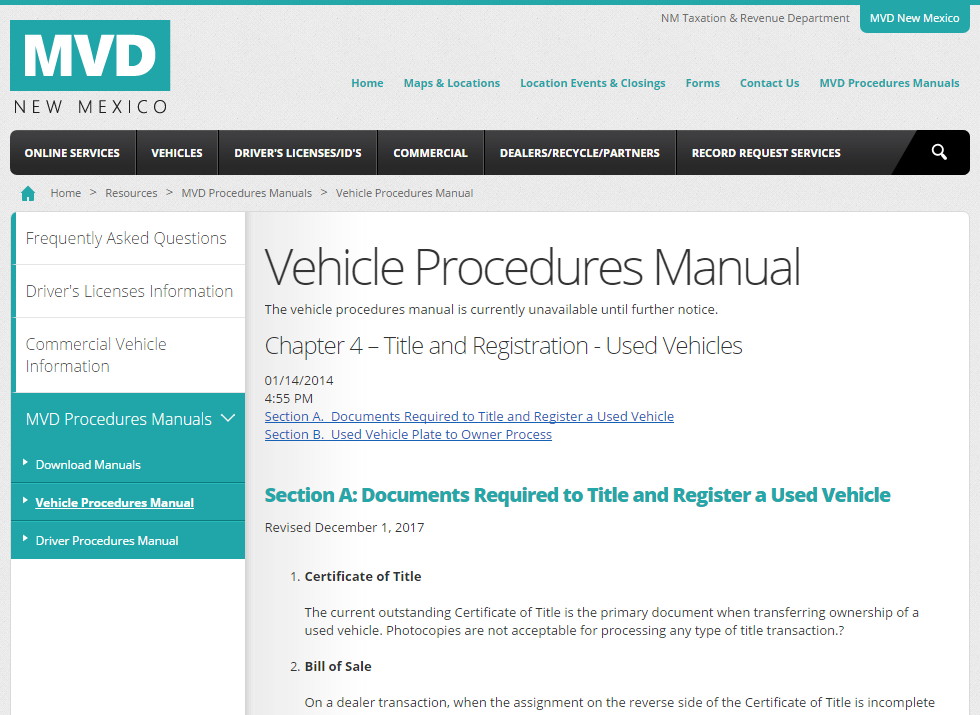 NM Taxation & Revenue Department
MVD New Mexico
MVD
NEW MEXICO
Home
Maps & Locations
Location Events & Closings
Forms
Contact Us
MVD Procedures Manuals
ONLINE SERVICES
VEHICLES
DRIVER'S LICENSES/ID'S
COMMERCIAL
DEALERS/RECYCLE/PARTNERS
RECORD REQUEST SERVICES
Home > Resources > MVD Procedures Manuals > Vehicle Procedures Manual
Frequently Asked Questions
Driver's Licenses Information
Commercial Vehicle
Information
MVD Procedures Manuals
Download Manuals
Vehicle Procedures Manual
Driver Procedures Manual
Vehicle Procedures Manual
The vehicle procedures manual is currently unavailable until further notice.
Chapter 4 – Title and Registration - Used Vehicles
01/14/2014
4:55 PM
Section A.  Documents Required to Title and Register a Used Vehicle
Section B.  Used Vehicle Plate to Owner Process
Section A: Documents Required to Title and Register a Used Vehicle
Revised December 1, 2017
1. Certificate of Title
The current outstanding Certificate of Title is the primary document when transferring ownership of a
used vehicle. Photocopies are not acceptable for processing any type of title transaction.?
2. Bill of Sale
On a dealer transaction, when the assignment on the reverse side of the Certificate of Title is incomplete